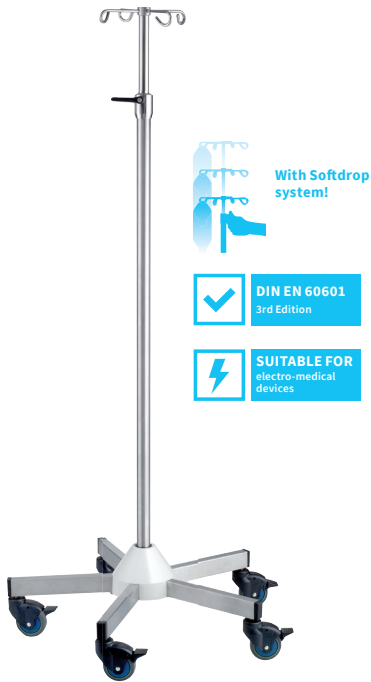 With Softdrop
system!
DIN EN 60601
3rd Edition
SUITABLE FOR
electro-medical
devices